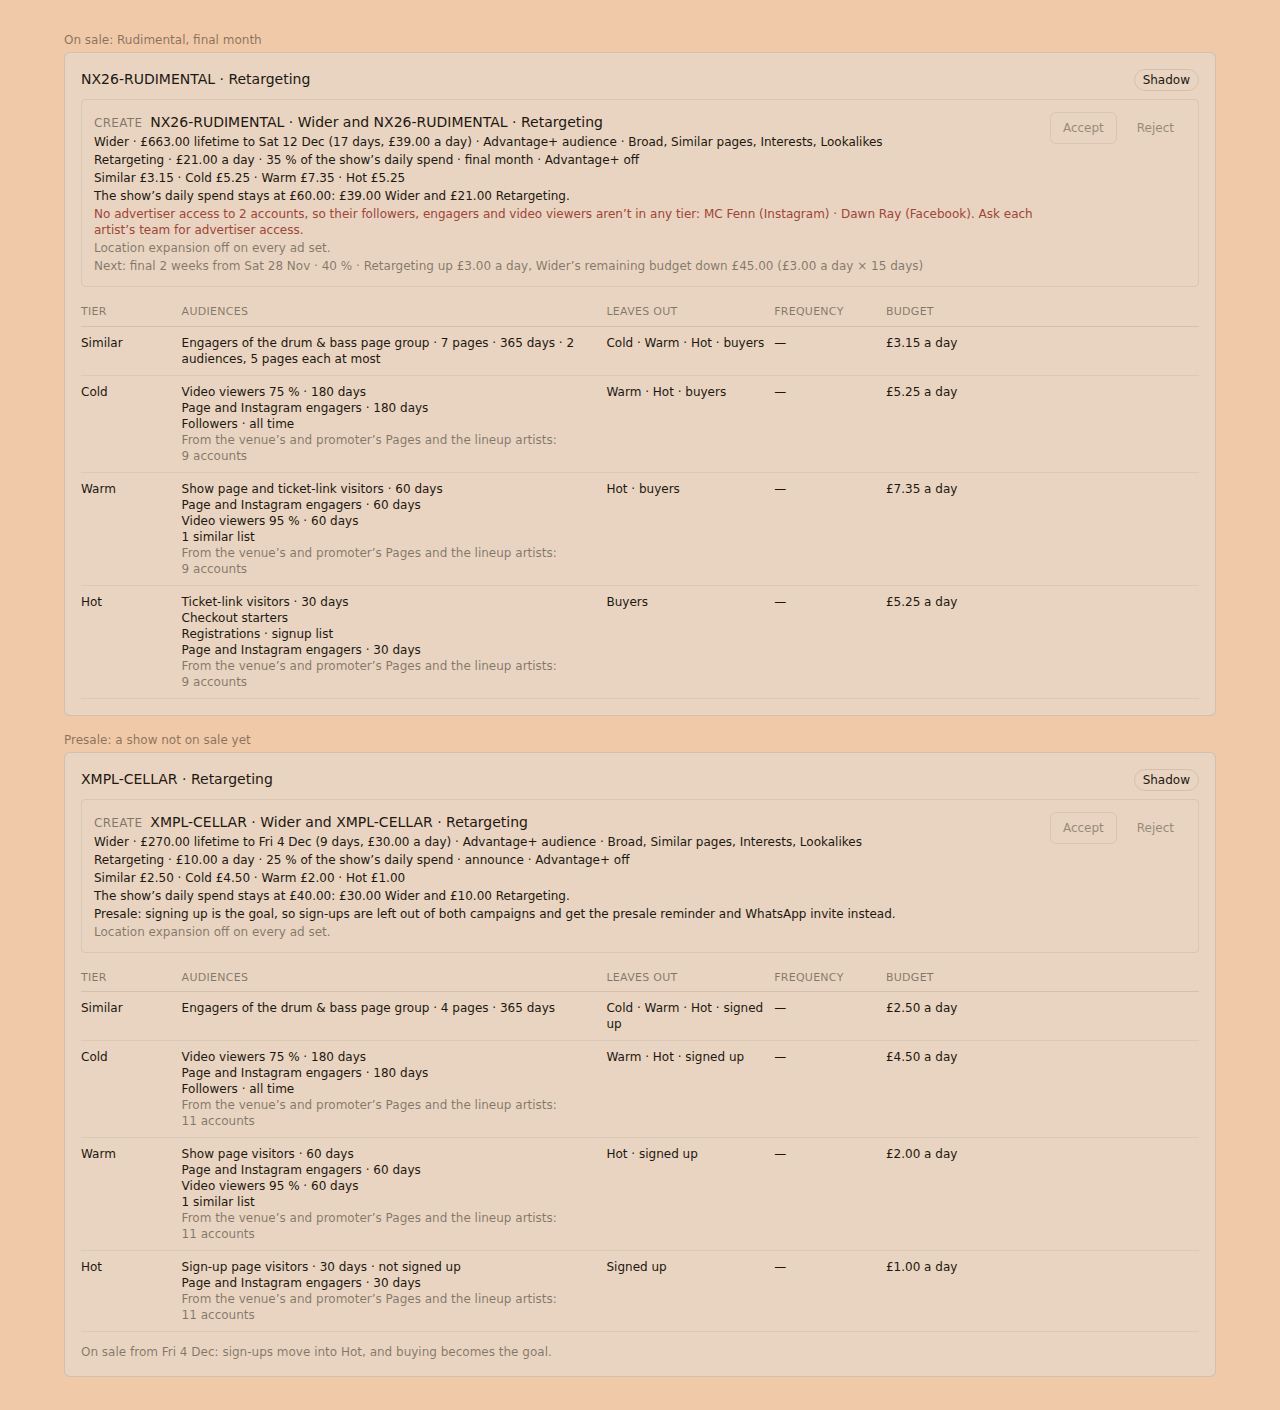 On sale: Rudimental, final month
NX26-RUDIMENTAL · Retargeting
Shadow
CREATE NX26-RUDIMENTAL · Wider and NX26-RUDIMENTAL · Retargeting
Accept
Reject
Wider · £663.00 lifetime to Sat 12 Dec (17 days, £39.00 a day) · Advantage+ audience · Broad, Similar pages, Interests, Lookalikes
Retargeting · £21.00 a day · 35 % of the show’s daily spend · final month · Advantage+ off
Similar £3.15 · Cold £5.25 · Warm £7.35 · Hot £5.25
The show’s daily spend stays at £60.00: £39.00 Wider and £21.00 Retargeting.
No advertiser access to 2 accounts, so their followers, engagers and video viewers aren’t in any tier: MC Fenn (Instagram) · Dawn Ray (Facebook). Ask each
artist’s team for advertiser access.
Location expansion off on every ad set.
Next: final 2 weeks from Sat 28 Nov · 40 % · Retargeting up £3.00 a day, Wider’s remaining budget down £45.00 (£3.00 a day × 15 days)
TIER AUDIENCES LEAVES OUT FREQUENCY BUDGET
Similar Engagers of the drum & bass page group · 7 pages · 365 days · 2 Cold · Warm · Hot · buyers — £3.15 a day
audiences, 5 pages each at most
Cold Video viewers 75 % · 180 days Warm · Hot · buyers — £5.25 a day
Page and Instagram engagers · 180 days
Followers · all time
From the venue’s and promoter’s Pages and the lineup artists:
9 accounts
Warm Show page and ticket-link visitors · 60 days Hot · buyers — £7.35 a day
Page and Instagram engagers · 60 days
Video viewers 95 % · 60 days
1 similar list
From the venue’s and promoter’s Pages and the lineup artists:
9 accounts
Hot Ticket-link visitors · 30 days Buyers — £5.25 a day
Checkout starters
Registrations · signup list
Page and Instagram engagers · 30 days
From the venue’s and promoter’s Pages and the lineup artists:
9 accounts
Presale: a show not on sale yet
XMPL-CELLAR · Retargeting
Shadow
CREATE XMPL-CELLAR · Wider and XMPL-CELLAR · Retargeting
Accept
Reject
Wider · £270.00 lifetime to Fri 4 Dec (9 days, £30.00 a day) · Advantage+ audience · Broad, Similar pages, Interests, Lookalikes
Retargeting · £10.00 a day · 25 % of the show’s daily spend · announce · Advantage+ off
Similar £2.50 · Cold £4.50 · Warm £2.00 · Hot £1.00
The show’s daily spend stays at £40.00: £30.00 Wider and £10.00 Retargeting.
Presale: signing up is the goal, so sign-ups are left out of both campaigns and get the presale reminder and WhatsApp invite instead.
Location expansion off on every ad set.
TIER AUDIENCES LEAVES OUT FREQUENCY BUDGET
Similar Engagers of the drum & bass page group · 4 pages · 365 days Cold · Warm · Hot · signed — £2.50 a day
up
Cold Video viewers 75 % · 180 days Warm · Hot · signed up — £4.50 a day
Page and Instagram engagers · 180 days
Followers · all time
From the venue’s and promoter’s Pages and the lineup artists:
11 accounts
Warm Show page visitors · 60 days Hot · signed up — £2.00 a day
Page and Instagram engagers · 60 days
Video viewers 95 % · 60 days
1 similar list
From the venue’s and promoter’s Pages and the lineup artists:
11 accounts
Hot Sign-up page visitors · 30 days · not signed up Signed up — £1.00 a day
Page and Instagram engagers · 30 days
From the venue’s and promoter’s Pages and the lineup artists:
11 accounts
On sale from Fri 4 Dec: sign-ups move into Hot, and buying becomes the goal.